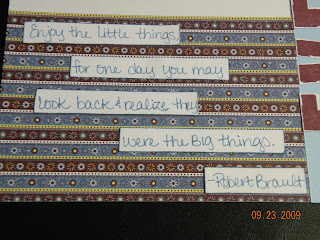 Enjoy the little things,
for one day you may
look back & realize they
were the BIG things.
-Robert Brault
09.23.2009